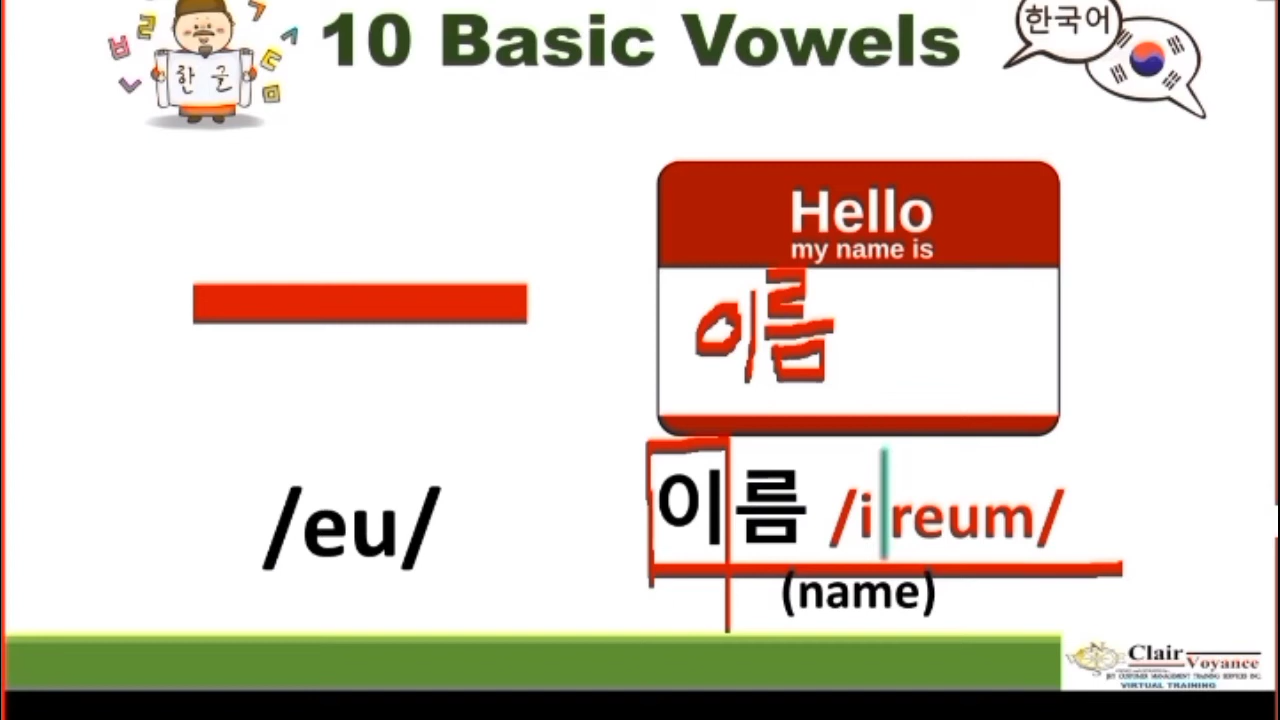 10 Basic Vowels
한국어
한글
Hello
my name is
이름
ㅡ
/eu/
이름 /i reum/
(name)
Clair Voyance
VIRTUAL TRAINING